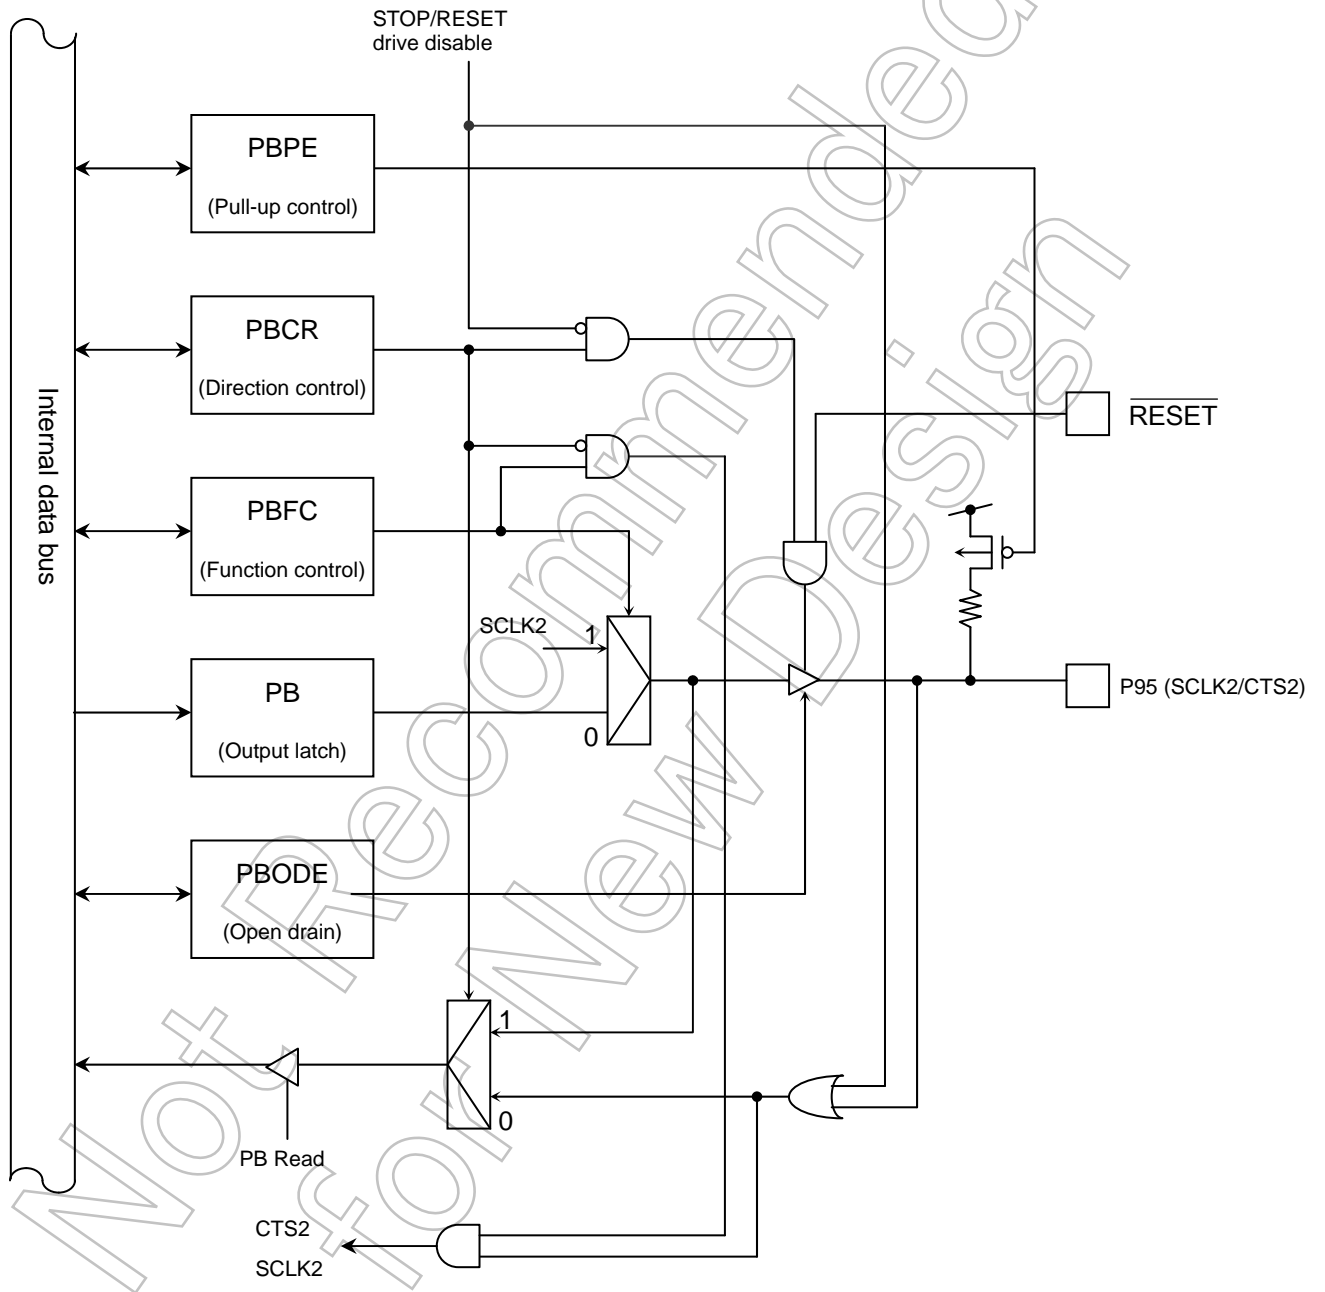 STOP/RESET
drive disable
PBPE
(Pull-up control)
PBCR
(Direction control)
RESET
Internal data bus
PBFC
(Function control)
SCLK2
1
PB
(Output latch)
0
P95 (SCLK2/CTS2)
PBODE
(Open drain)
1
0
PB Read
CTS2
SCLK2
Not Recommended
for New Design